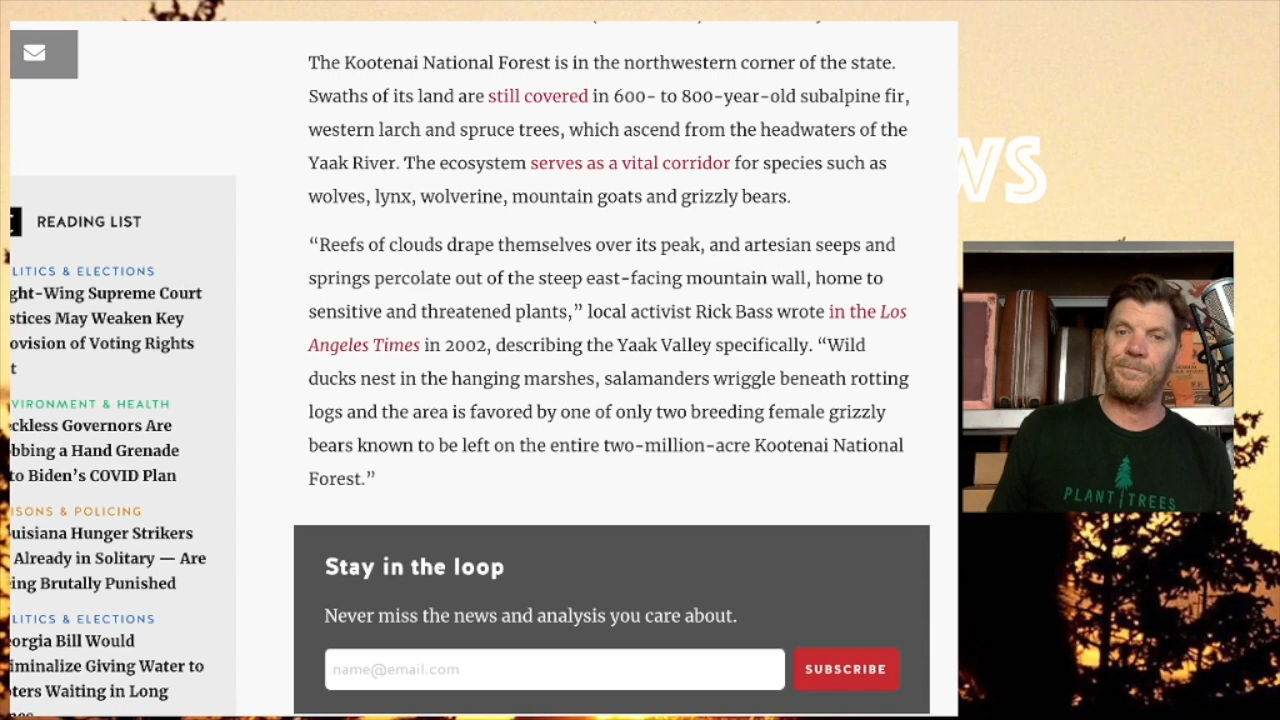 The Kootenai National Forest is in the northwestern corner of the state.
Swaths of its land are still covered in 600- to 800-year-old subalpine fir,
western larch and spruce trees, which ascend from the headwaters of the
Yaak River. The ecosystem serves as a vital corridor for species such as
wolves, lynx, wolverine, mountain goats and grizzly bears.
“Reefs of clouds drape themselves over its peak, and artesian seeps and
springs percolate out of the steep east-facing mountain wall, home to
sensitive and threatened plants,” local activist Rick Bass wrote in the Los
Angeles Times in 2002, describing the Yaak Valley specifically. “Wild
ducks nest in the hanging marshes, salamanders wriggle beneath rotting
logs and the area is favored by one of only two breeding female grizzly
bears known to be left on the entire two-million-acre Kootenai National
Forest.”
Stay in the loop
Never miss the news and analysis you care about.
name@email.com
SUBSCRIBE
READING LIST
LITICS & ELECTIONS
ght-Wing Supreme Court
stices May Weaken Key
ovision of Voting Rights
t
VIRONMENT & HEALTH
eckless Governors Are
bbing a Hand Grenade
to Biden’s COVID Plan
ISONS & POLICING
uisiana Hunger Strikers
Already in Solitary — Are
ing Brutally Punished
LITICS & ELECTIONS
orgia Bill Would
iminalize Giving Water to
ters Waiting in Long
WS
PLANT TREES